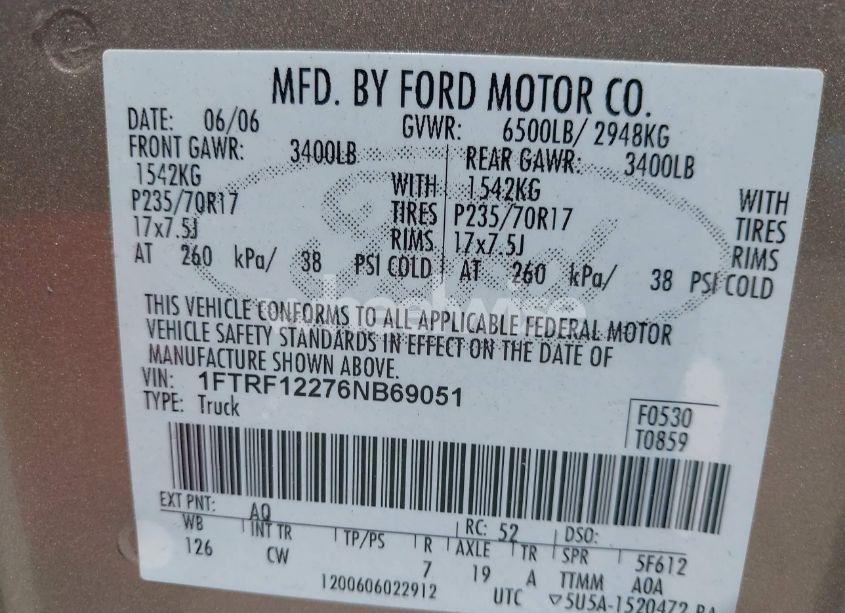 MFD. BY FORD MOTOR CO.
DATE: 06/06 GVWR: 6500LB/ 2948KG
FRONT GAWR: 3400LB REAR GAWR: 3400LB
1542KG WITH 1542KG WITH
P235/70R17 TIRES P235/70R17 TIRES
17x7.5J RIMS 17x7.5J RIMS
AT 260 kPa/ 38 PSI COLD AT 260 kPa/ 38 PSI COLD
THIS VEHICLE CONFORMS TO ALL APPLICABLE FEDERAL MOTOR
VEHICLE SAFETY STANDARDS IN EFFECT ON THE DATE OF
MANUFACTURE SHOWN ABOVE.
VIN: 1FTRF12276NB69051
TYPE: Truck
F0530
T0859
EXT PNT: AQ RC: 52 DSO:
WB INT TR TP/PS R AXLE TR SPR 5F612
126 CW 7 19 A TTMM A0A
1200606022912 UTC ▽5U5A-1520472